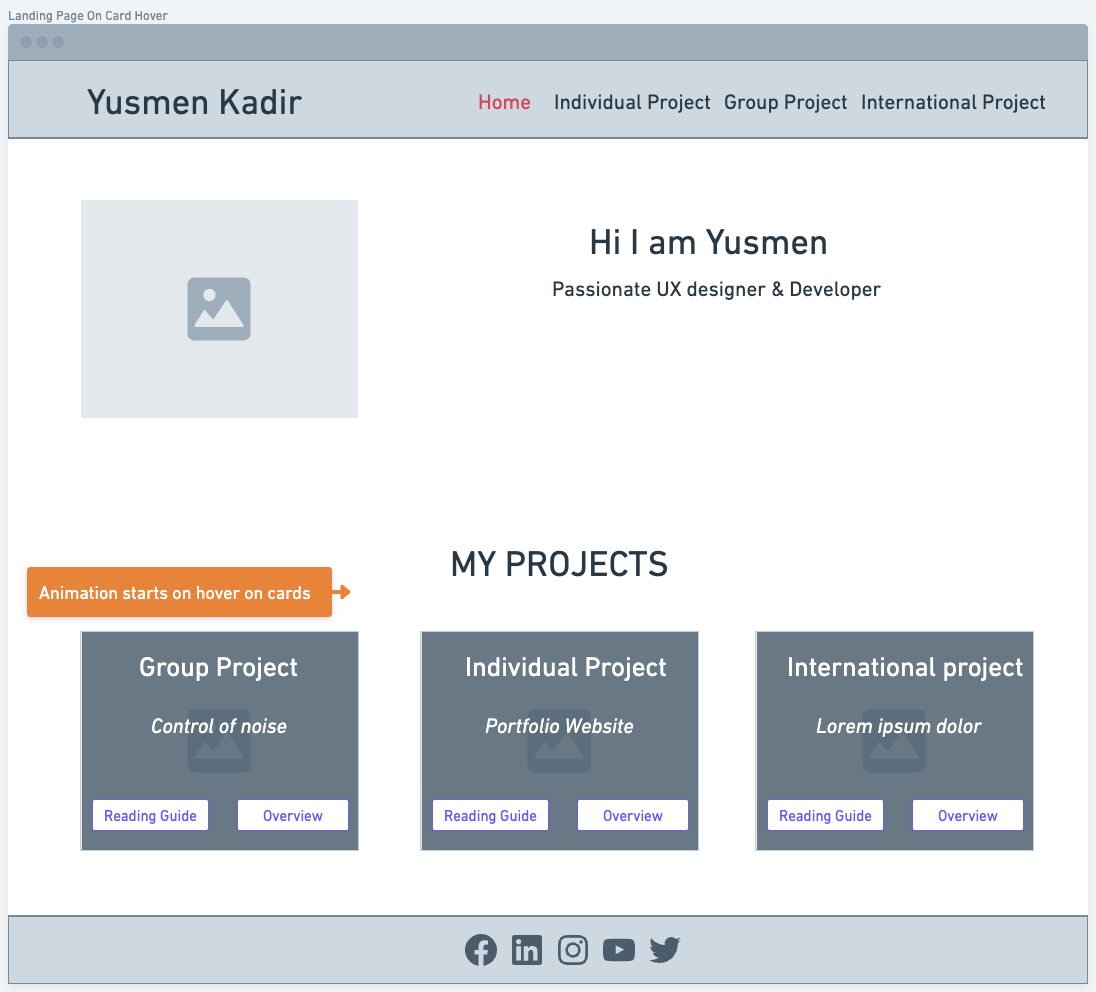 Landing Page On Card Hover
Yusmen Kadir
Home Individual Project Group Project International Project
Hi I am Yusmen
Passionate UX designer & Developer
MY PROJECTS
Animation starts on hover on cards
Group Project
Control of noise
Reading Guide Overview
Individual Project
Portfolio Website
Reading Guide Overview
International project
Lorem ipsum dolor
Reading Guide Overview